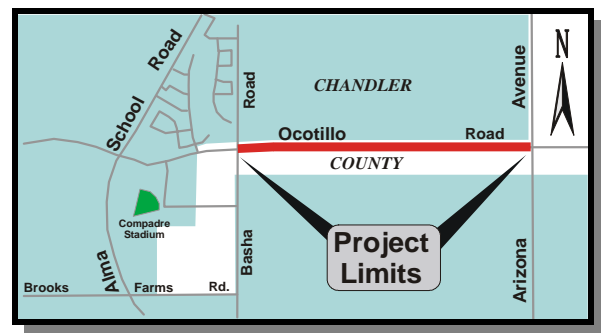 School Road
Road
CHANDLER
Avenue
N
Ocotillo Road
COUNTY
Compadre
Stadium
Project
Limits
Alma
Basha
Arizona
Brooks Farms Rd.